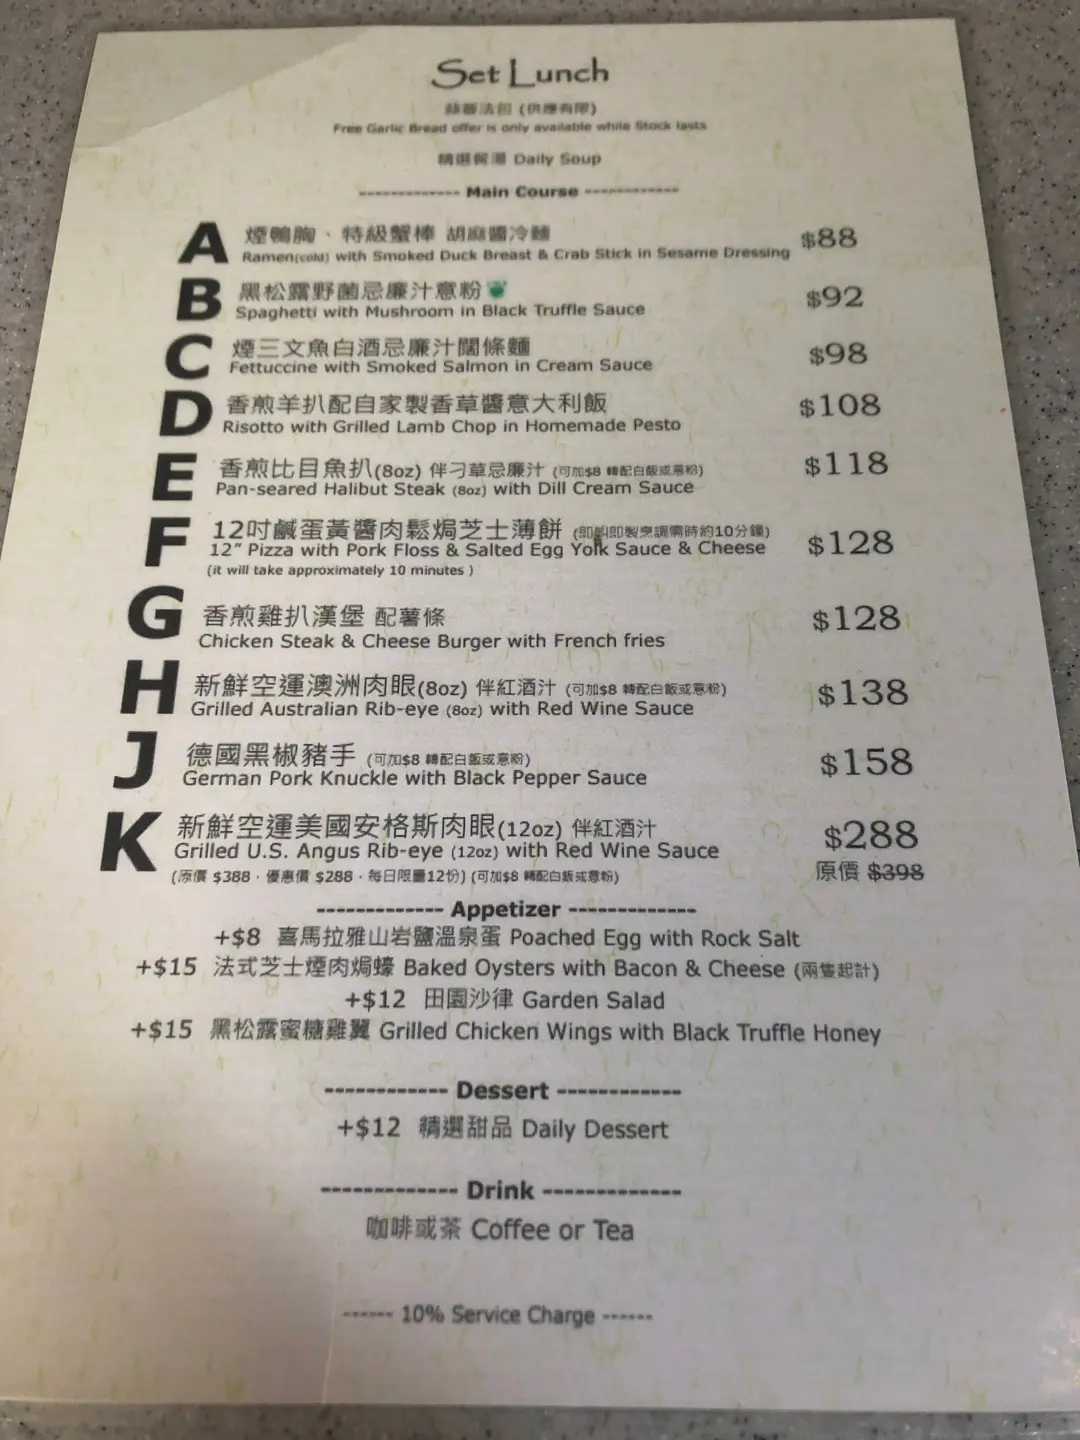 Set Lunch
蒜蓉法包 (供應有限)
Free Garlic Bread offer is only available while Stock lasts
精選餐湯 Daily Soup
------------- Main Course ------------
A 煙鴨胸、特級蟹棒 胡麻醬冷麵 $88
Ramen(cold) with Smoked Duck Breast & Crab Stick in Sesame Dressing
B 黑松露野菌忌廉汁意粉 $92
Spaghetti with Mushroom in Black Truffle Sauce
C 煙三文魚白酒忌廉汁闊條麵 $98
Fettuccine with Smoked Salmon in Cream Sauce
D 香煎羊扒配自家製香草醬意大利飯 $108
Risotto with Grilled Lamb Chop in Homemade Pesto
E 香煎比目魚扒(8oz) 伴刁草忌廉汁 (可加$8 轉配白飯或意粉) $118
Pan-seared Halibut Steak (8oz) with Dill Cream Sauce
F 12吋鹹蛋黃醬肉鬆焗芝士薄餅 (即叫即製烹調需時約10分鐘) $128
12" Pizza with Pork Floss & Salted Egg Yolk Sauce & Cheese
(it will take approximately 10 minutes )
G 香煎雞扒漢堡 配薯條 $128
Chicken Steak & Cheese Burger with French fries
H 新鮮空運澳洲肉眼(8oz) 伴紅酒汁 (可加$8 轉配白飯或意粉) $138
Grilled Australian Rib-eye (8oz) with Red Wine Sauce
J 德國黑椒豬手 (可加$8 轉配白飯或意粉) $158
German Pork Knuckle with Black Pepper Sauce
K 新鮮空運美國安格斯肉眼(12oz) 伴紅酒汁 $288
Grilled U.S. Angus Rib-eye (12oz) with Red Wine Sauce
(原價 $388，優惠價 $288，每日限量12份) (可加$8 轉配白飯或意粉) 原價 $398
------------- Appetizer -------------
+$8 喜馬拉雅山岩鹽溫泉蛋 Poached Egg with Rock Salt
+$15 法式芝士煙肉焗蠔 Baked Oysters with Bacon & Cheese (兩隻起計)
+$12 田園沙律 Garden Salad
+$15 黑松露蜜糖雞翼 Grilled Chicken Wings with Black Truffle Honey
------------ Dessert ------------
+$12 精選甜品 Daily Dessert
------------- Drink -------------
咖啡或茶 Coffee or Tea
------ 10% Service Charge ------